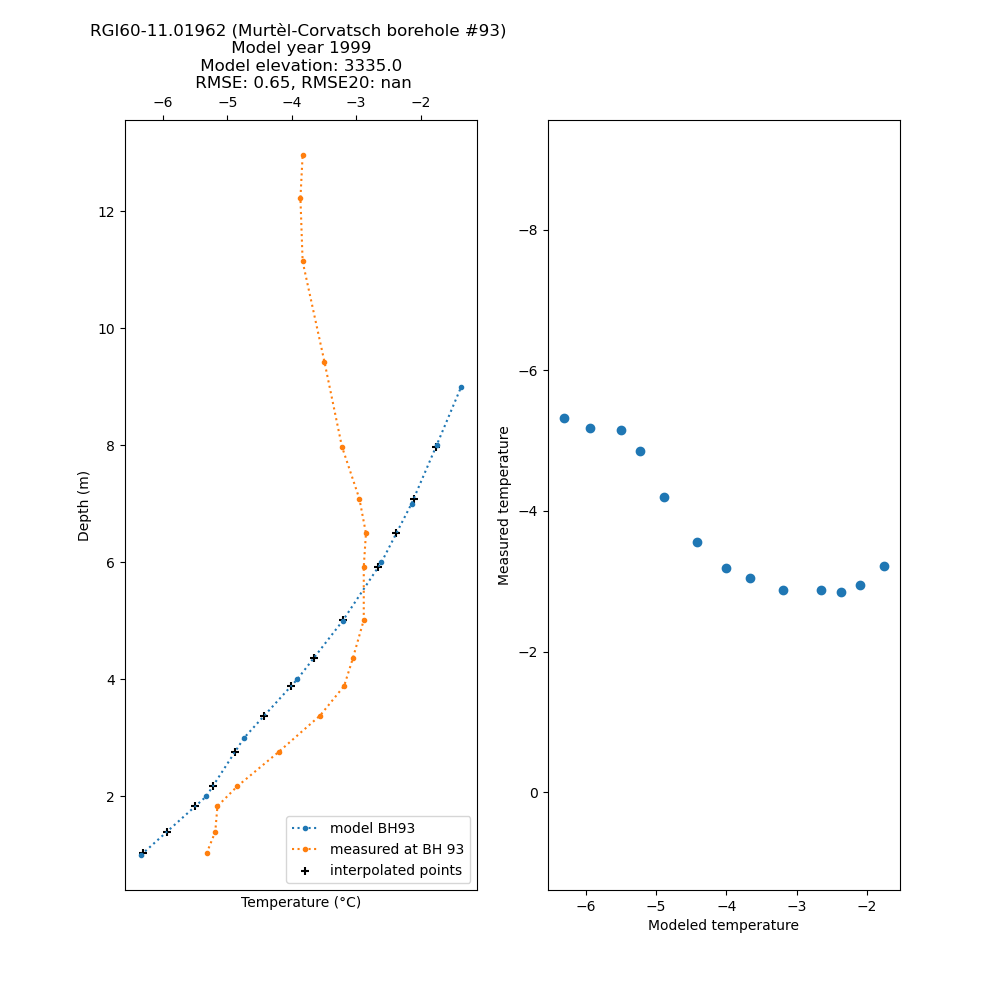 RGI60-11.01962 (Murtèl-Corvatsch borehole #93)
Model year 1999
Model elevation: 3335.0
RMSE: 0.65, RMSE20: nan
−6 −5 −4 −3 −2
12
10
8
6
4
2
Depth (m)
model BH93
measured at BH 93
interpolated points
Temperature (°C)
−8
−6
−4
−2
0
Measured temperature
−6 −5 −4 −3 −2
Modeled temperature